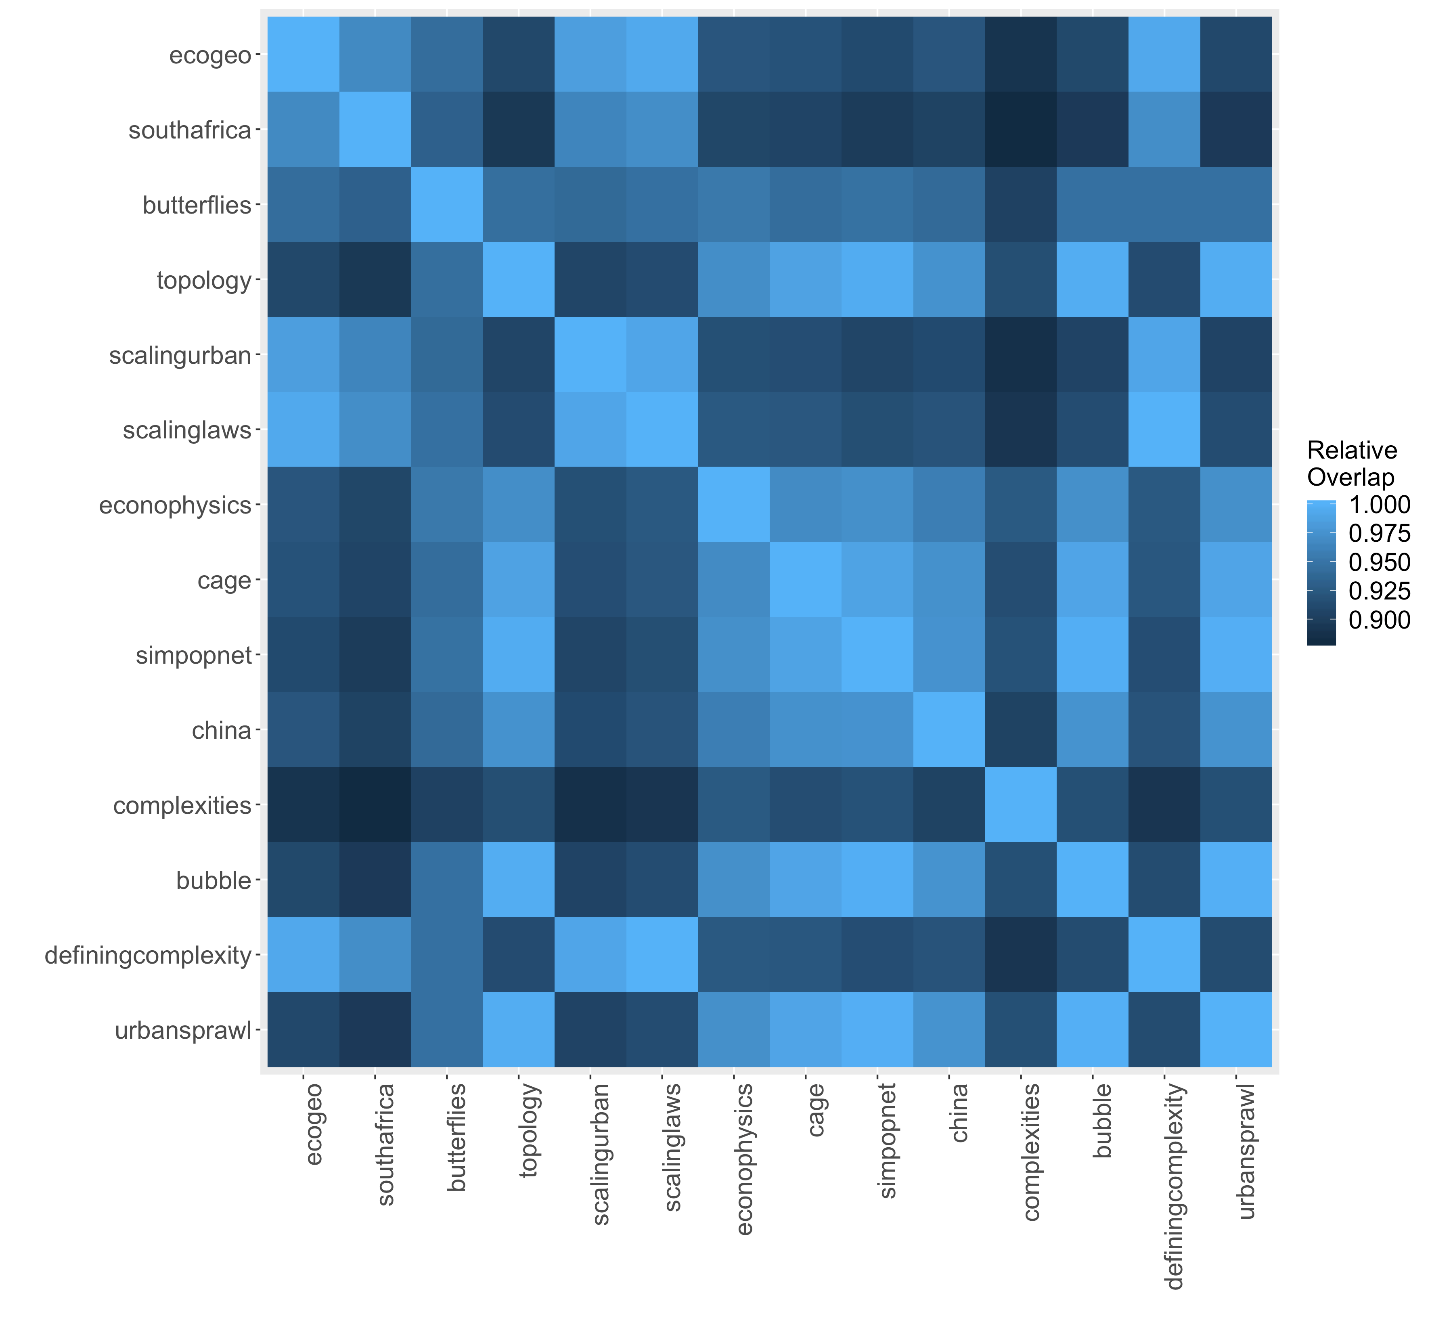 ecogeo
southafrica
butterflies
topology
scalingurban
scalinglaws
econophysics
cage
simpopnet
china
complexities
bubble
definingcomplexity
urbansprawl
ecogeo
southafrica
butterflies
topology
scalingurban
scalinglaws
econophysics
cage
simpopnet
china
complexities
bubble
definingcomplexity
urbansprawl
Relative
Overlap
1.000
0.975
0.950
0.925
0.900